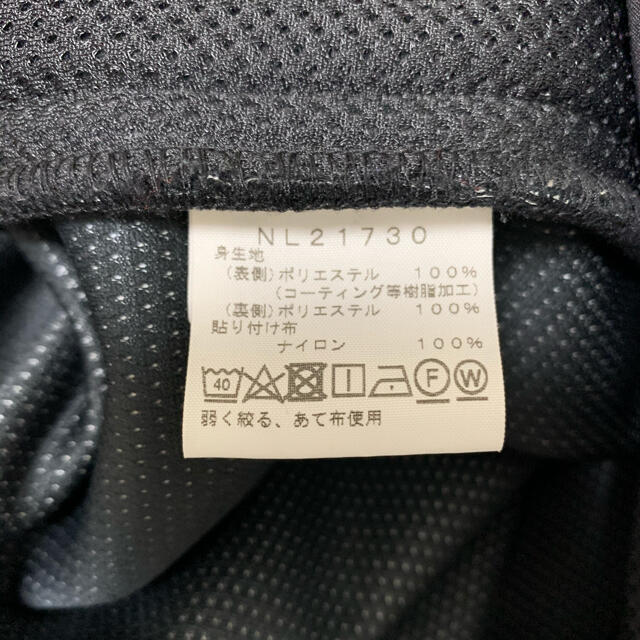 NL21730
身生地
(表側)ポリエステル 100%
(コーティング等樹脂加工)
(裏側)ポリエステル 100%
貼り付け布
ナイロン 100%
40 F W
弱く絞る、あて布使用